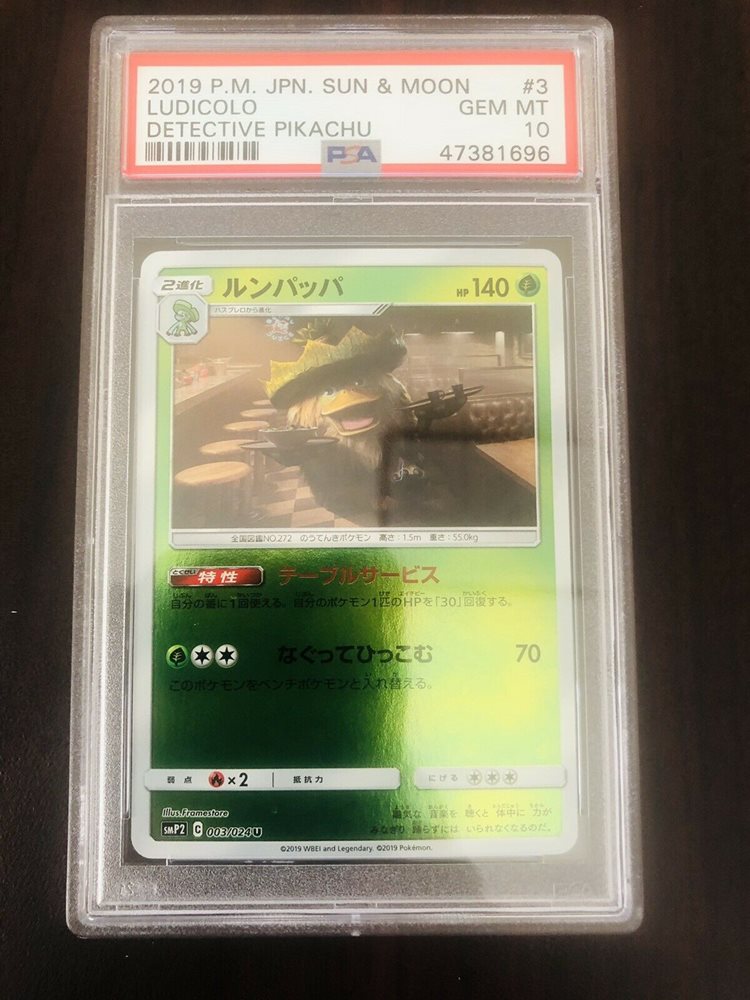 2019 P.M. JPN. SUN & MOON #3
LUDICOLO GEM MT
DETECTIVE PIKACHU 10
PSA 47381696
2進化 ルンパッパ HP 140
ハスブレロから進化
全国図鑑NO.272 のうてんきポケモン 高さ:1.5m 重さ:55.0kg
特性 テーブルサービス
自分の番に1回使える。自分のポケモン1匹のHPを「30」回復する。
なぐってひっこむ 70
このポケモンをベンチポケモンと入れ替える。
弱点 ×2 抵抗力 にげる
Illus.Framestore
陽気な 音楽を 聴くと 体中に 力が
smP2 C 003/024 U みなぎり 踊らずには いられなくなるのだ。
©2019 WBEI and Legendary. ©2019 Pokémon.